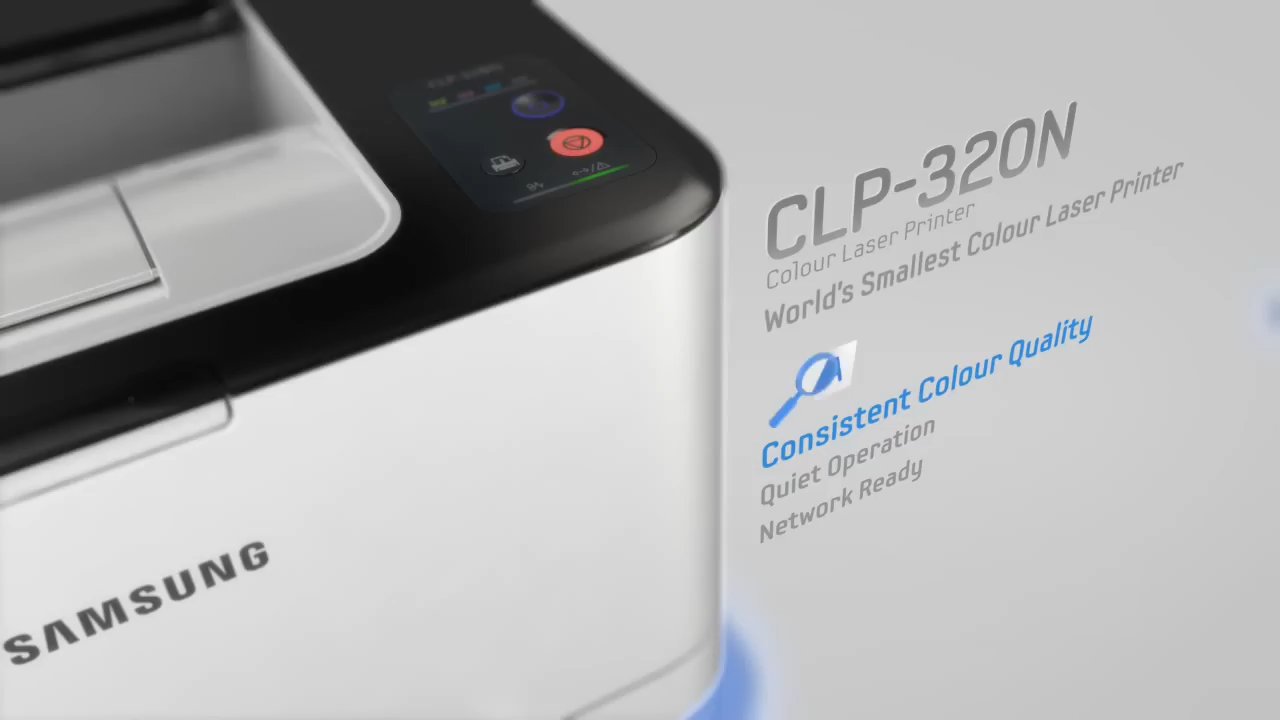 CLP-320N
Colour Laser Printer
World's Smallest Colour Laser Printer
Consistent Colour Quality
Quiet Operation
Network Ready
SAMSUNG